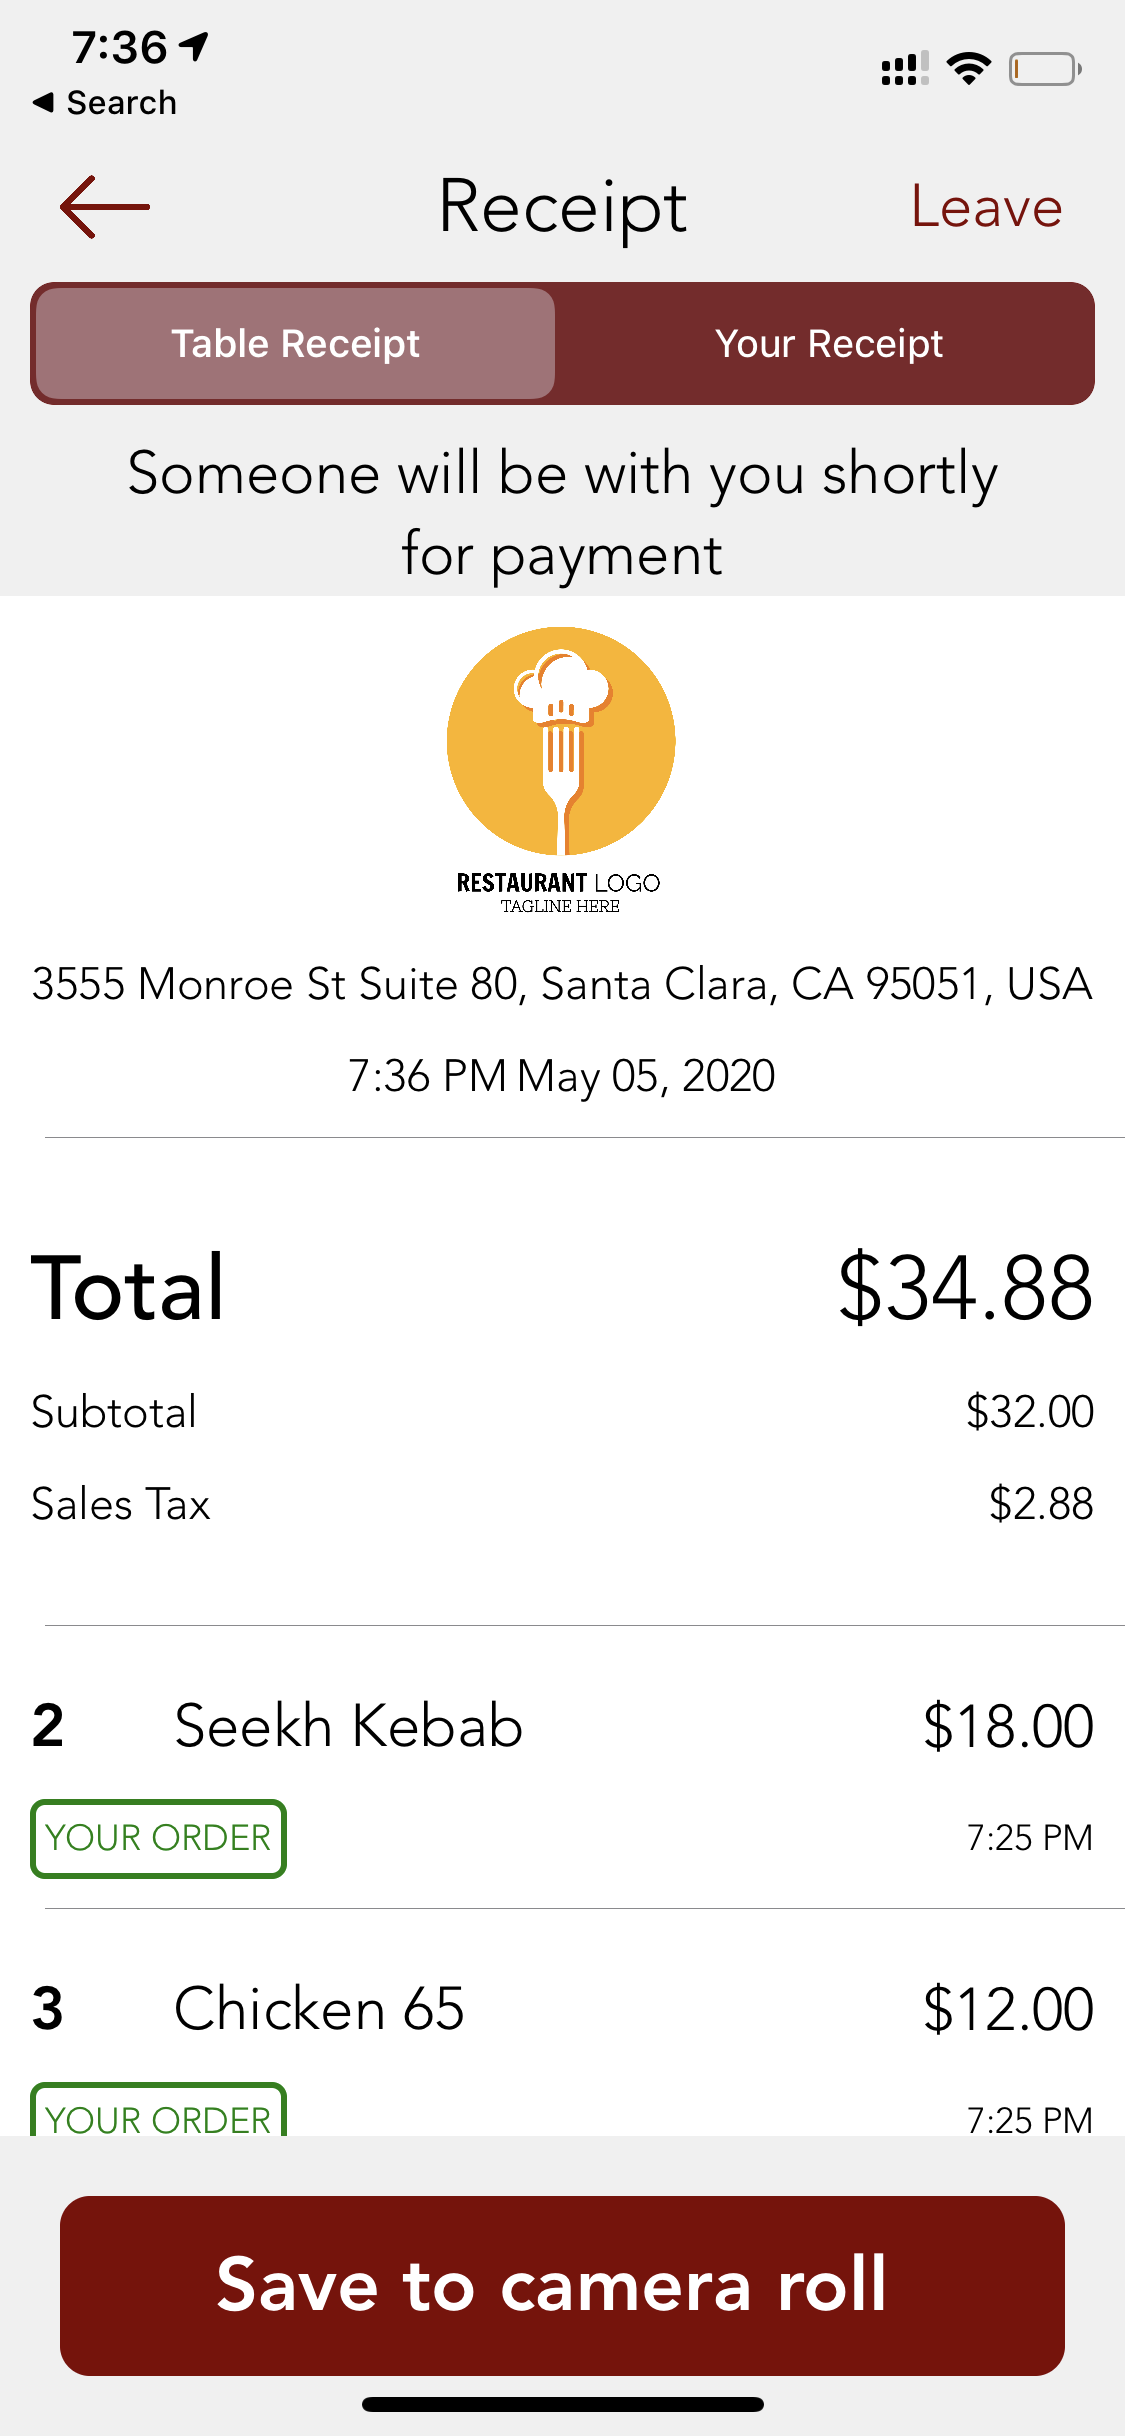 7:36
Search
Receipt
Leave
Table Receipt
Your Receipt
Someone will be with you shortly
for payment
RESTAURANT LOGO
TAGLINE HERE
3555 Monroe St Suite 80, Santa Clara, CA 95051, USA
7:36 PM May 05, 2020
Total $34.88
Subtotal $32.00
Sales Tax $2.88
2 Seekh Kebab $18.00
YOUR ORDER 7:25 PM
3 Chicken 65 $12.00
YOUR ORDER 7:25 PM
Save to camera roll